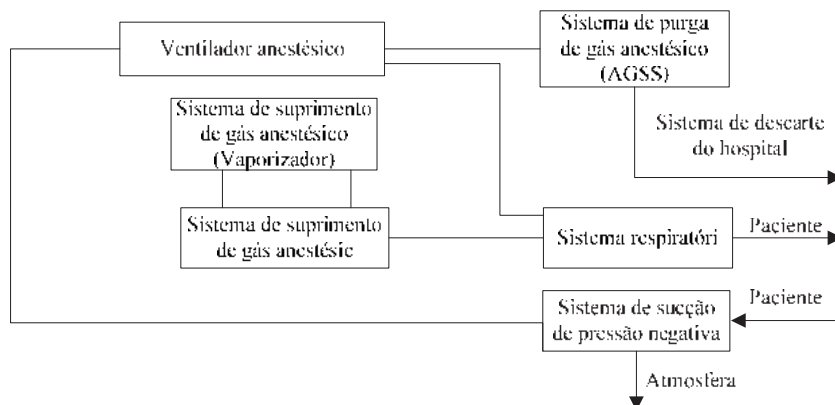 Ventilador anestésico
Sistema de purga
de gás anestésico
(AGSS)
Sistema de suprimento
de gás anestésico
(Vaporizador)
Sistema de descarte
do hospital
Sistema de suprimento
de gás anestésic
Sistema respiratóri
Paciente
Sistema de sucção
de pressão negativa
Paciente
Atmosfera